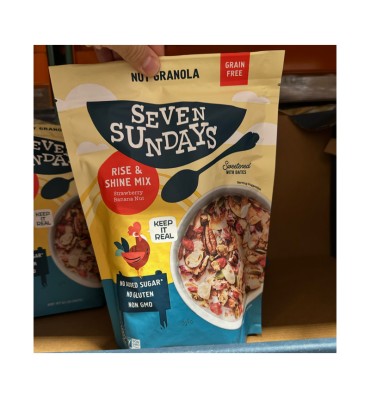 NUT GRANOLA
GRAIN
FREE
SEVEN
SUNDAYS
RISE &
SHINE MIX
Strawberry
Banana Nut
Sweetened
WITH DATES
KEEP IT
REAL
NO ADDED SUGAR*
NO GLUTEN
NON GMO